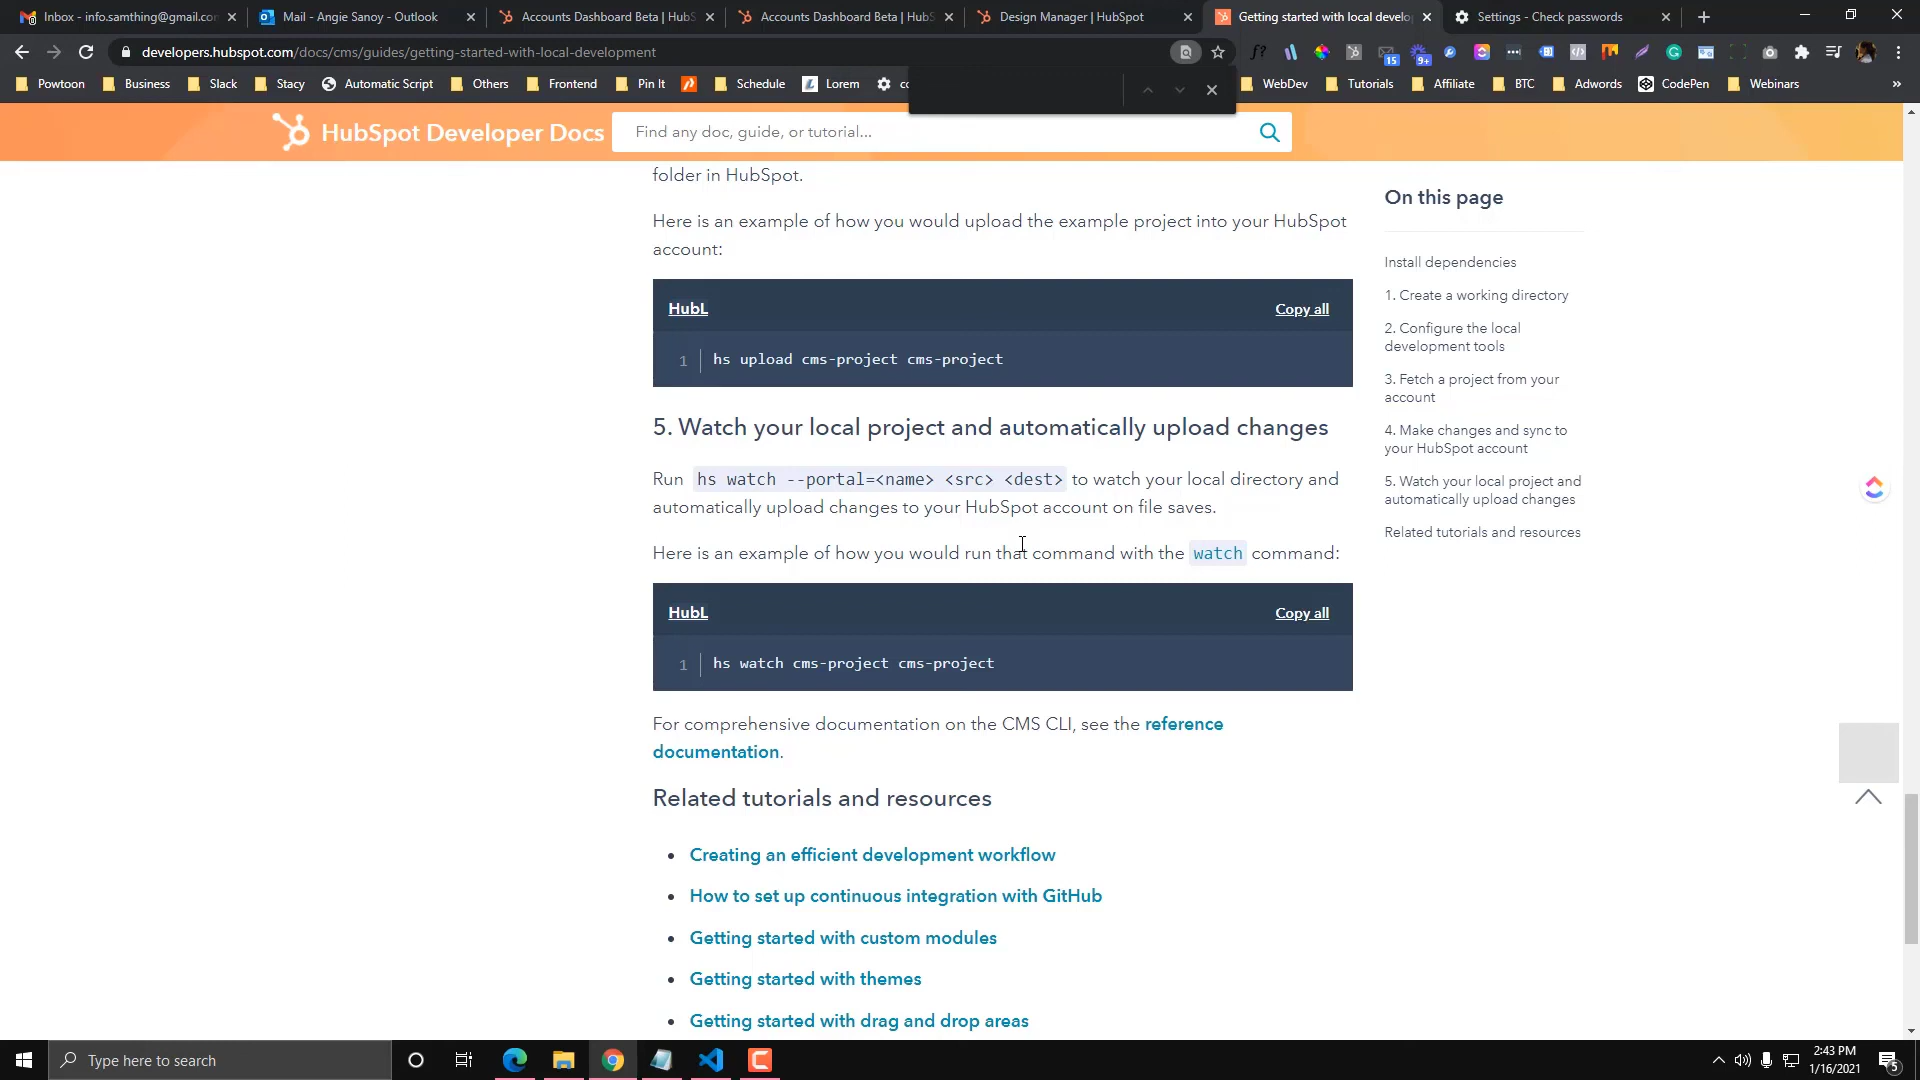 Inbox - info.samthing@gmail.co
Mail - Angie Sanoy - Outlook
Accounts Dashboard Beta | HubS
Accounts Dashboard Beta | HubS
Design Manager | HubSpot
Getting started with local develo
Settings - Check passwords
developers.hubspot.com/docs/cms/guides/getting-started-with-local-development
15
9+
Powtoon
Business
Slack
Stacy
Automatic Script
Others
Frontend
Pin It
Schedule
Lorem
co
WebDev
Tutorials
Affiliate
BTC
Adwords
CodePen
Webinars
»
HubSpot Developer Docs
Find any doc, guide, or tutorial...
folder in HubSpot.
Here is an example of how you would upload the example project into your HubSpot
account:
HubL
Copy all
1 hs upload cms-project cms-project
5. Watch your local project and automatically upload changes
Run hs watch --portal=<name> <src> <dest> to watch your local directory and
automatically upload changes to your HubSpot account on file saves.
Here is an example of how you would run that command with the watch command:
HubL
Copy all
1 hs watch cms-project cms-project
For comprehensive documentation on the CMS CLI, see the reference
documentation.
Related tutorials and resources
Creating an efficient development workflow
How to set up continuous integration with GitHub
Getting started with custom modules
Getting started with themes
Getting started with drag and drop areas
On this page
Install dependencies
1. Create a working directory
2. Configure the local
development tools
3. Fetch a project from your
account
4. Make changes and sync to
your HubSpot account
5. Watch your local project and
automatically upload changes
Related tutorials and resources
Type here to search
2:43 PM
1/16/2021
5